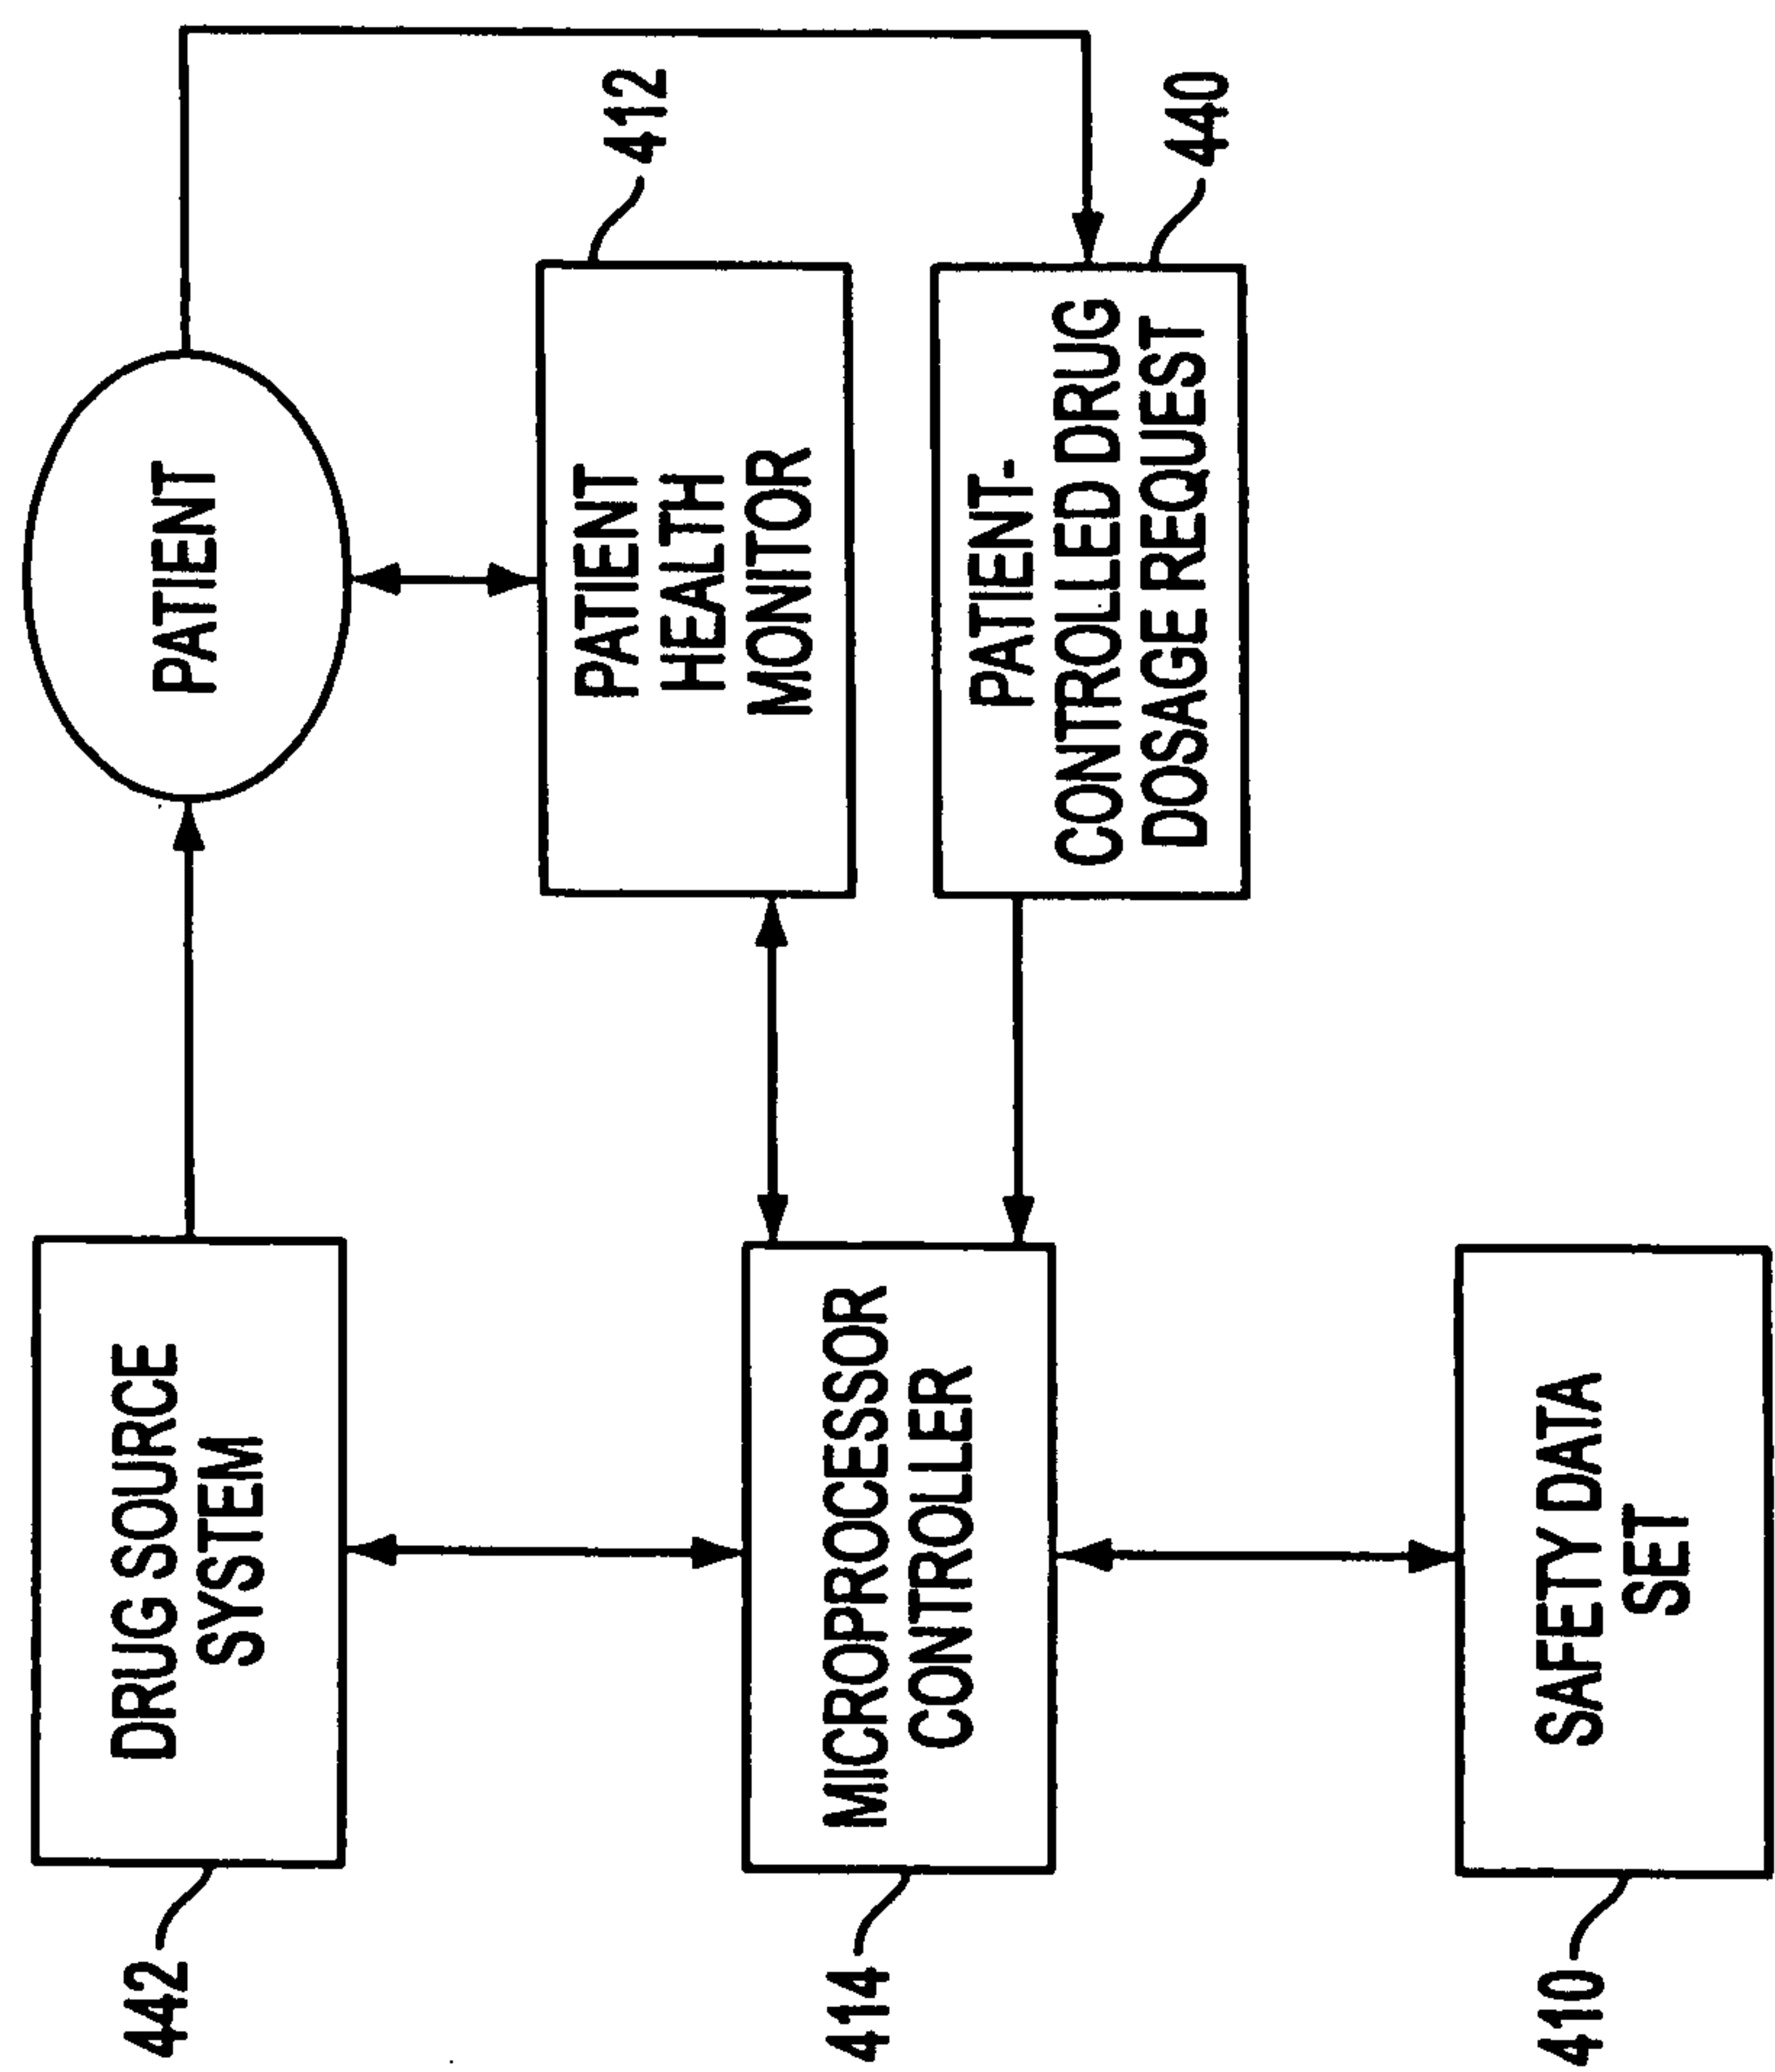 DRUG SOURCE
SYSTEM
442
PATIENT
MICROPROCESSOR
CONTROLLER
414
PATIENT
HEALTH
MONITOR
412
PATIENT-
CONTROLLED DRUG
DOSAGE REQUEST
440
SAFETY DATA
SET
410